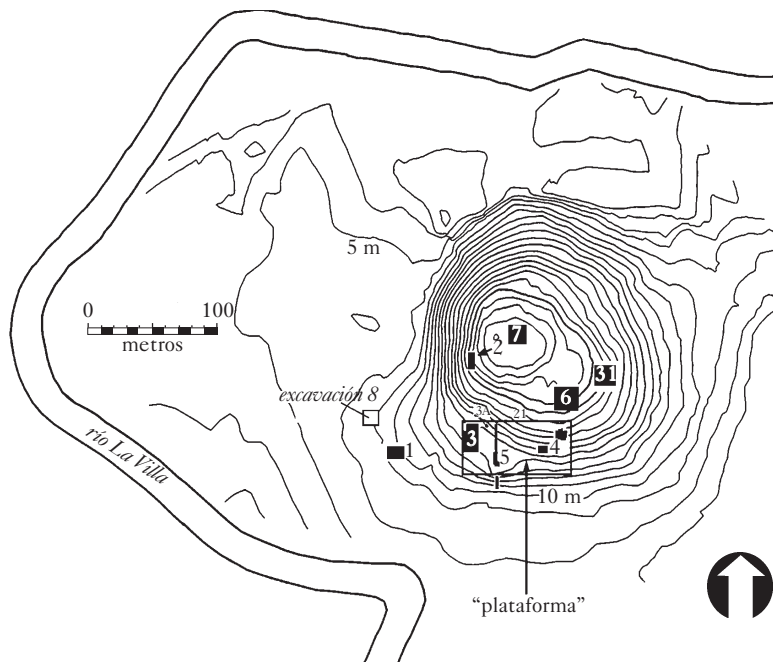 5 m
0 100
metros
7
2
31
6
excavación 8
3A
21
3
1
5
4
10 m
río La Villa
“plataforma”